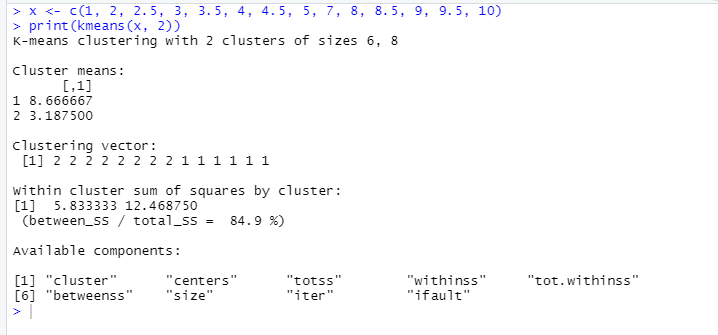 > x <- c(1, 2, 2.5, 3, 3.5, 4, 4.5, 5, 7, 8, 8.5, 9, 9.5, 10)
> print(kmeans(x, 2))
K-means clustering with 2 clusters of sizes 6, 8
Cluster means:
[,1]
1 8.666667
2 3.187500
Clustering vector:
[1] 2 2 2 2 2 2 2 2 1 1 1 1 1 1
Within cluster sum of squares by cluster:
[1] 5.833333 12.468750
(between_SS / total_SS = 84.9 %)
Available components:
[1] "cluster" "centers" "totss" "withinss" "tot.withinss"
[6] "betweenss" "size" "iter" "ifault"
>